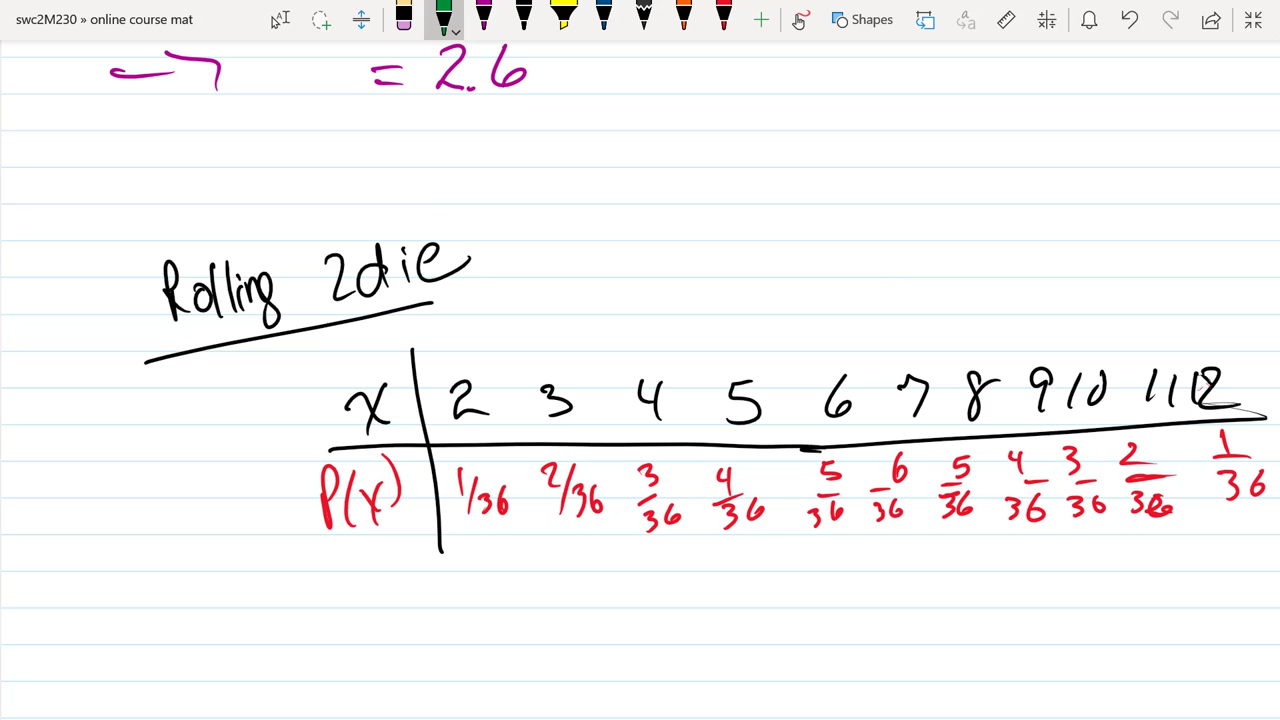 swc2M230 » online course mat
Shapes
→ = 2.6
Rolling 2die
x 2 3 4 5 6 7 8 9 10 11 12
P(x) 1/36 2/36 3/36 4/36 5/36 6/36 5/36 4/36 3/36 2/36 1/36